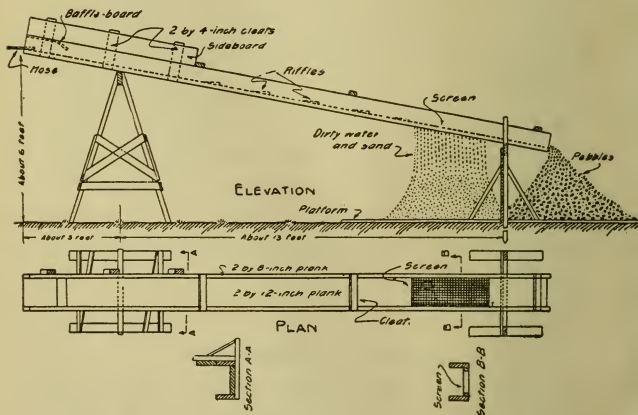 Baffle-board
2 by 4-inch cleats
Sideboard
Hose
Riffles
Screen
Dirty water
and sand
Pebbles
About 6 feet
ELEVATION
Platform
About 3 feet
About 13 feet
A
B
2 by 8-inch plank
Screen
2 by 12-inch plank
A
PLAN
Cleat.
B
Section A-A
Screen
Section B-B